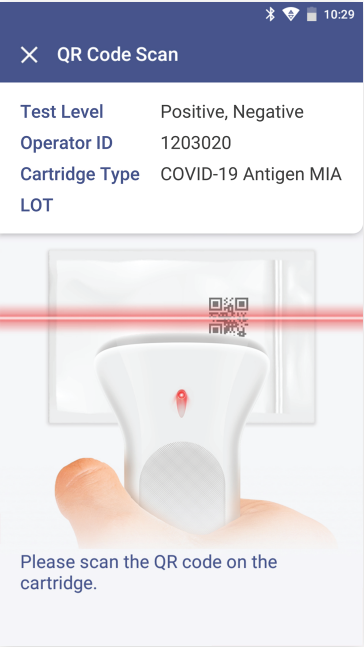 10:29
QR Code Scan
Test Level Positive, Negative
Operator ID 1203020
Cartridge Type COVID-19 Antigen MIA
LOT
Please scan the QR code on the
cartridge.